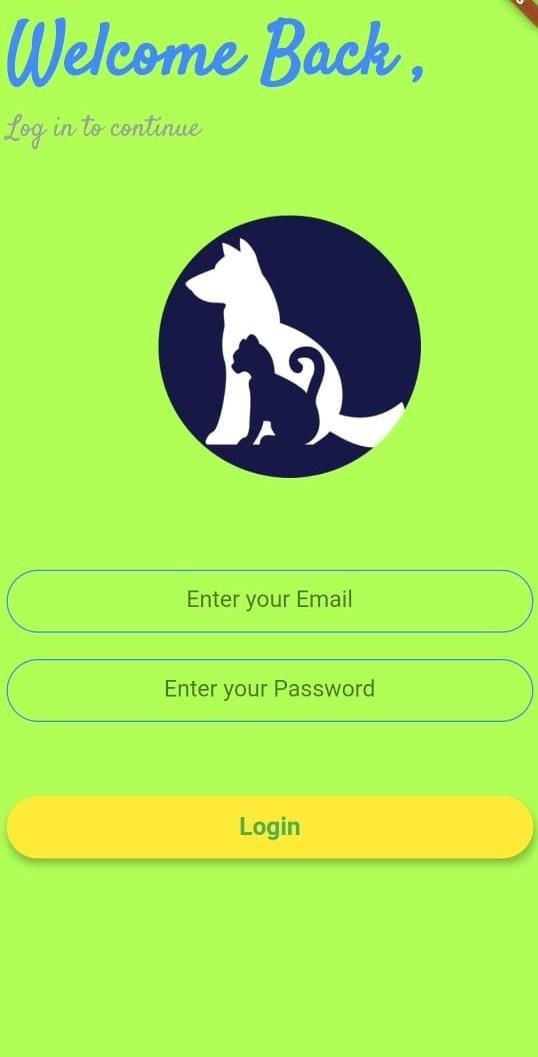 Welcome Back ,
Log in to continue
Enter your Email
Enter your Password
Login